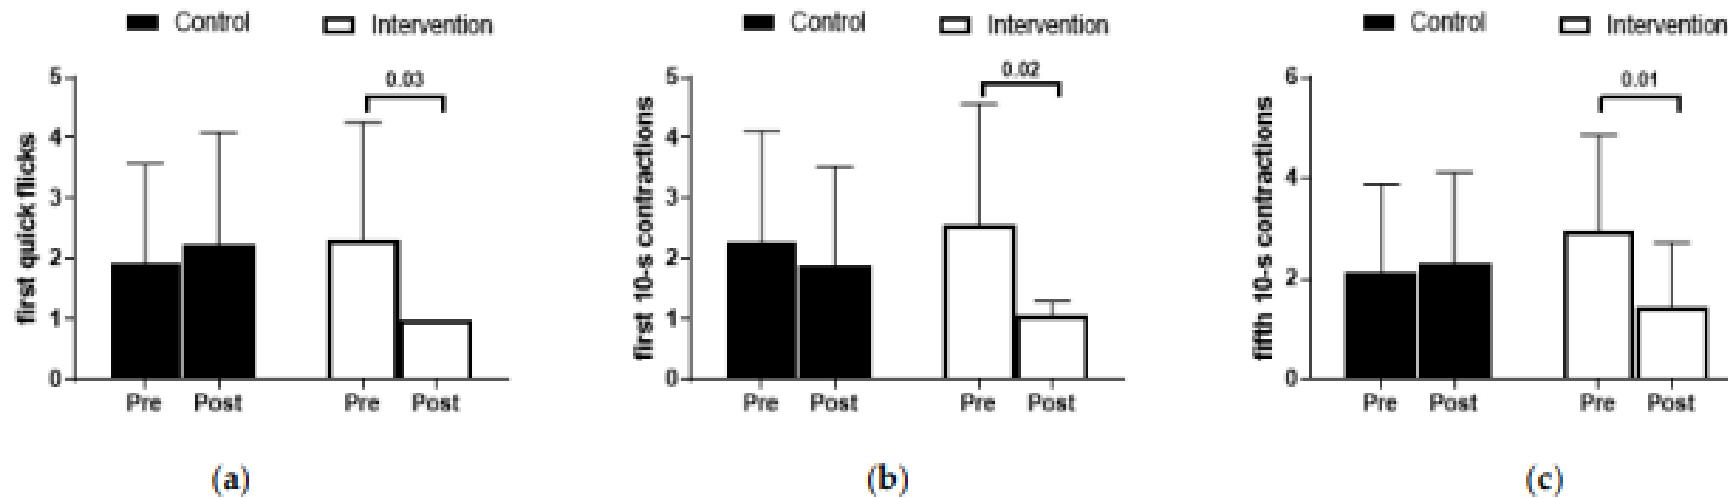 Control Intervention
5
4
3
2
1
0
first quick flicks
0.03
Pre Post Pre Post
(a)
Control Intervention
5
4
3
2
1
0
first 10-s contractions
0.02
Pre Post Pre Post
(b)
Control Intervention
6
4
2
0
fifth 10-s contractions
0.01
Pre Post Pre Post
(c)